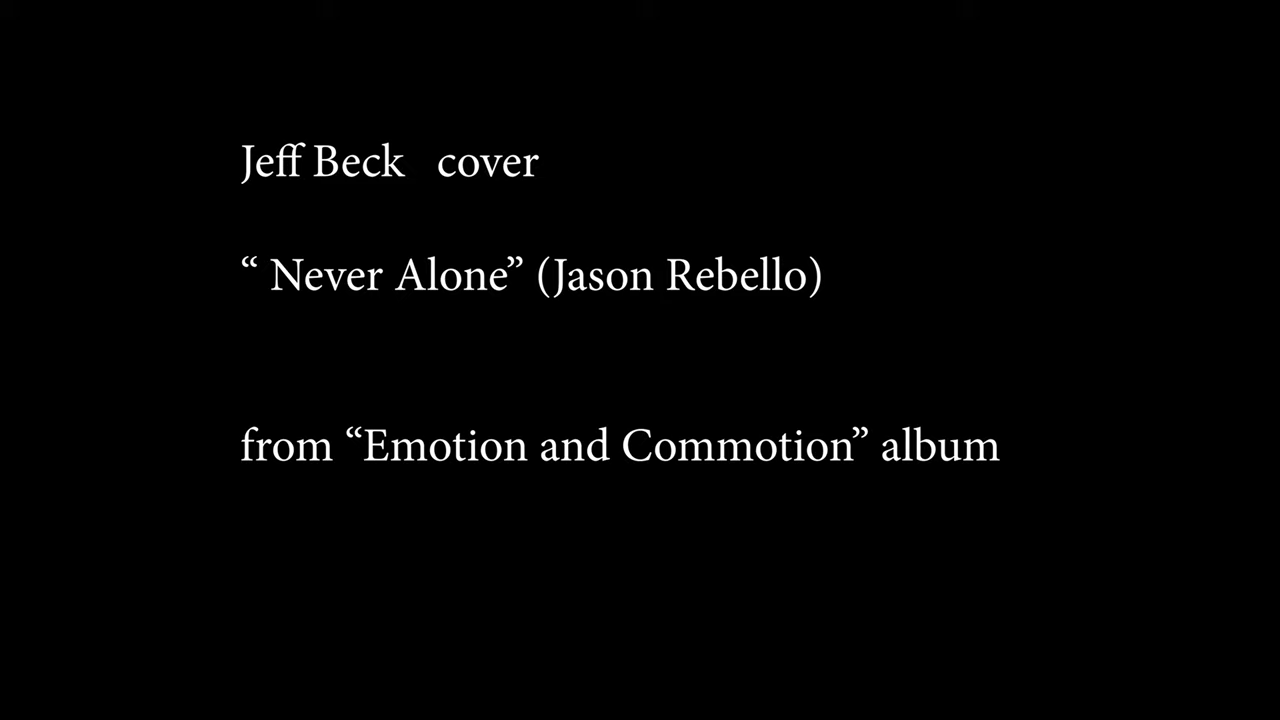 Jeff Beck   cover
“ Never Alone” (Jason Rebello)
from “Emotion and Commotion” album